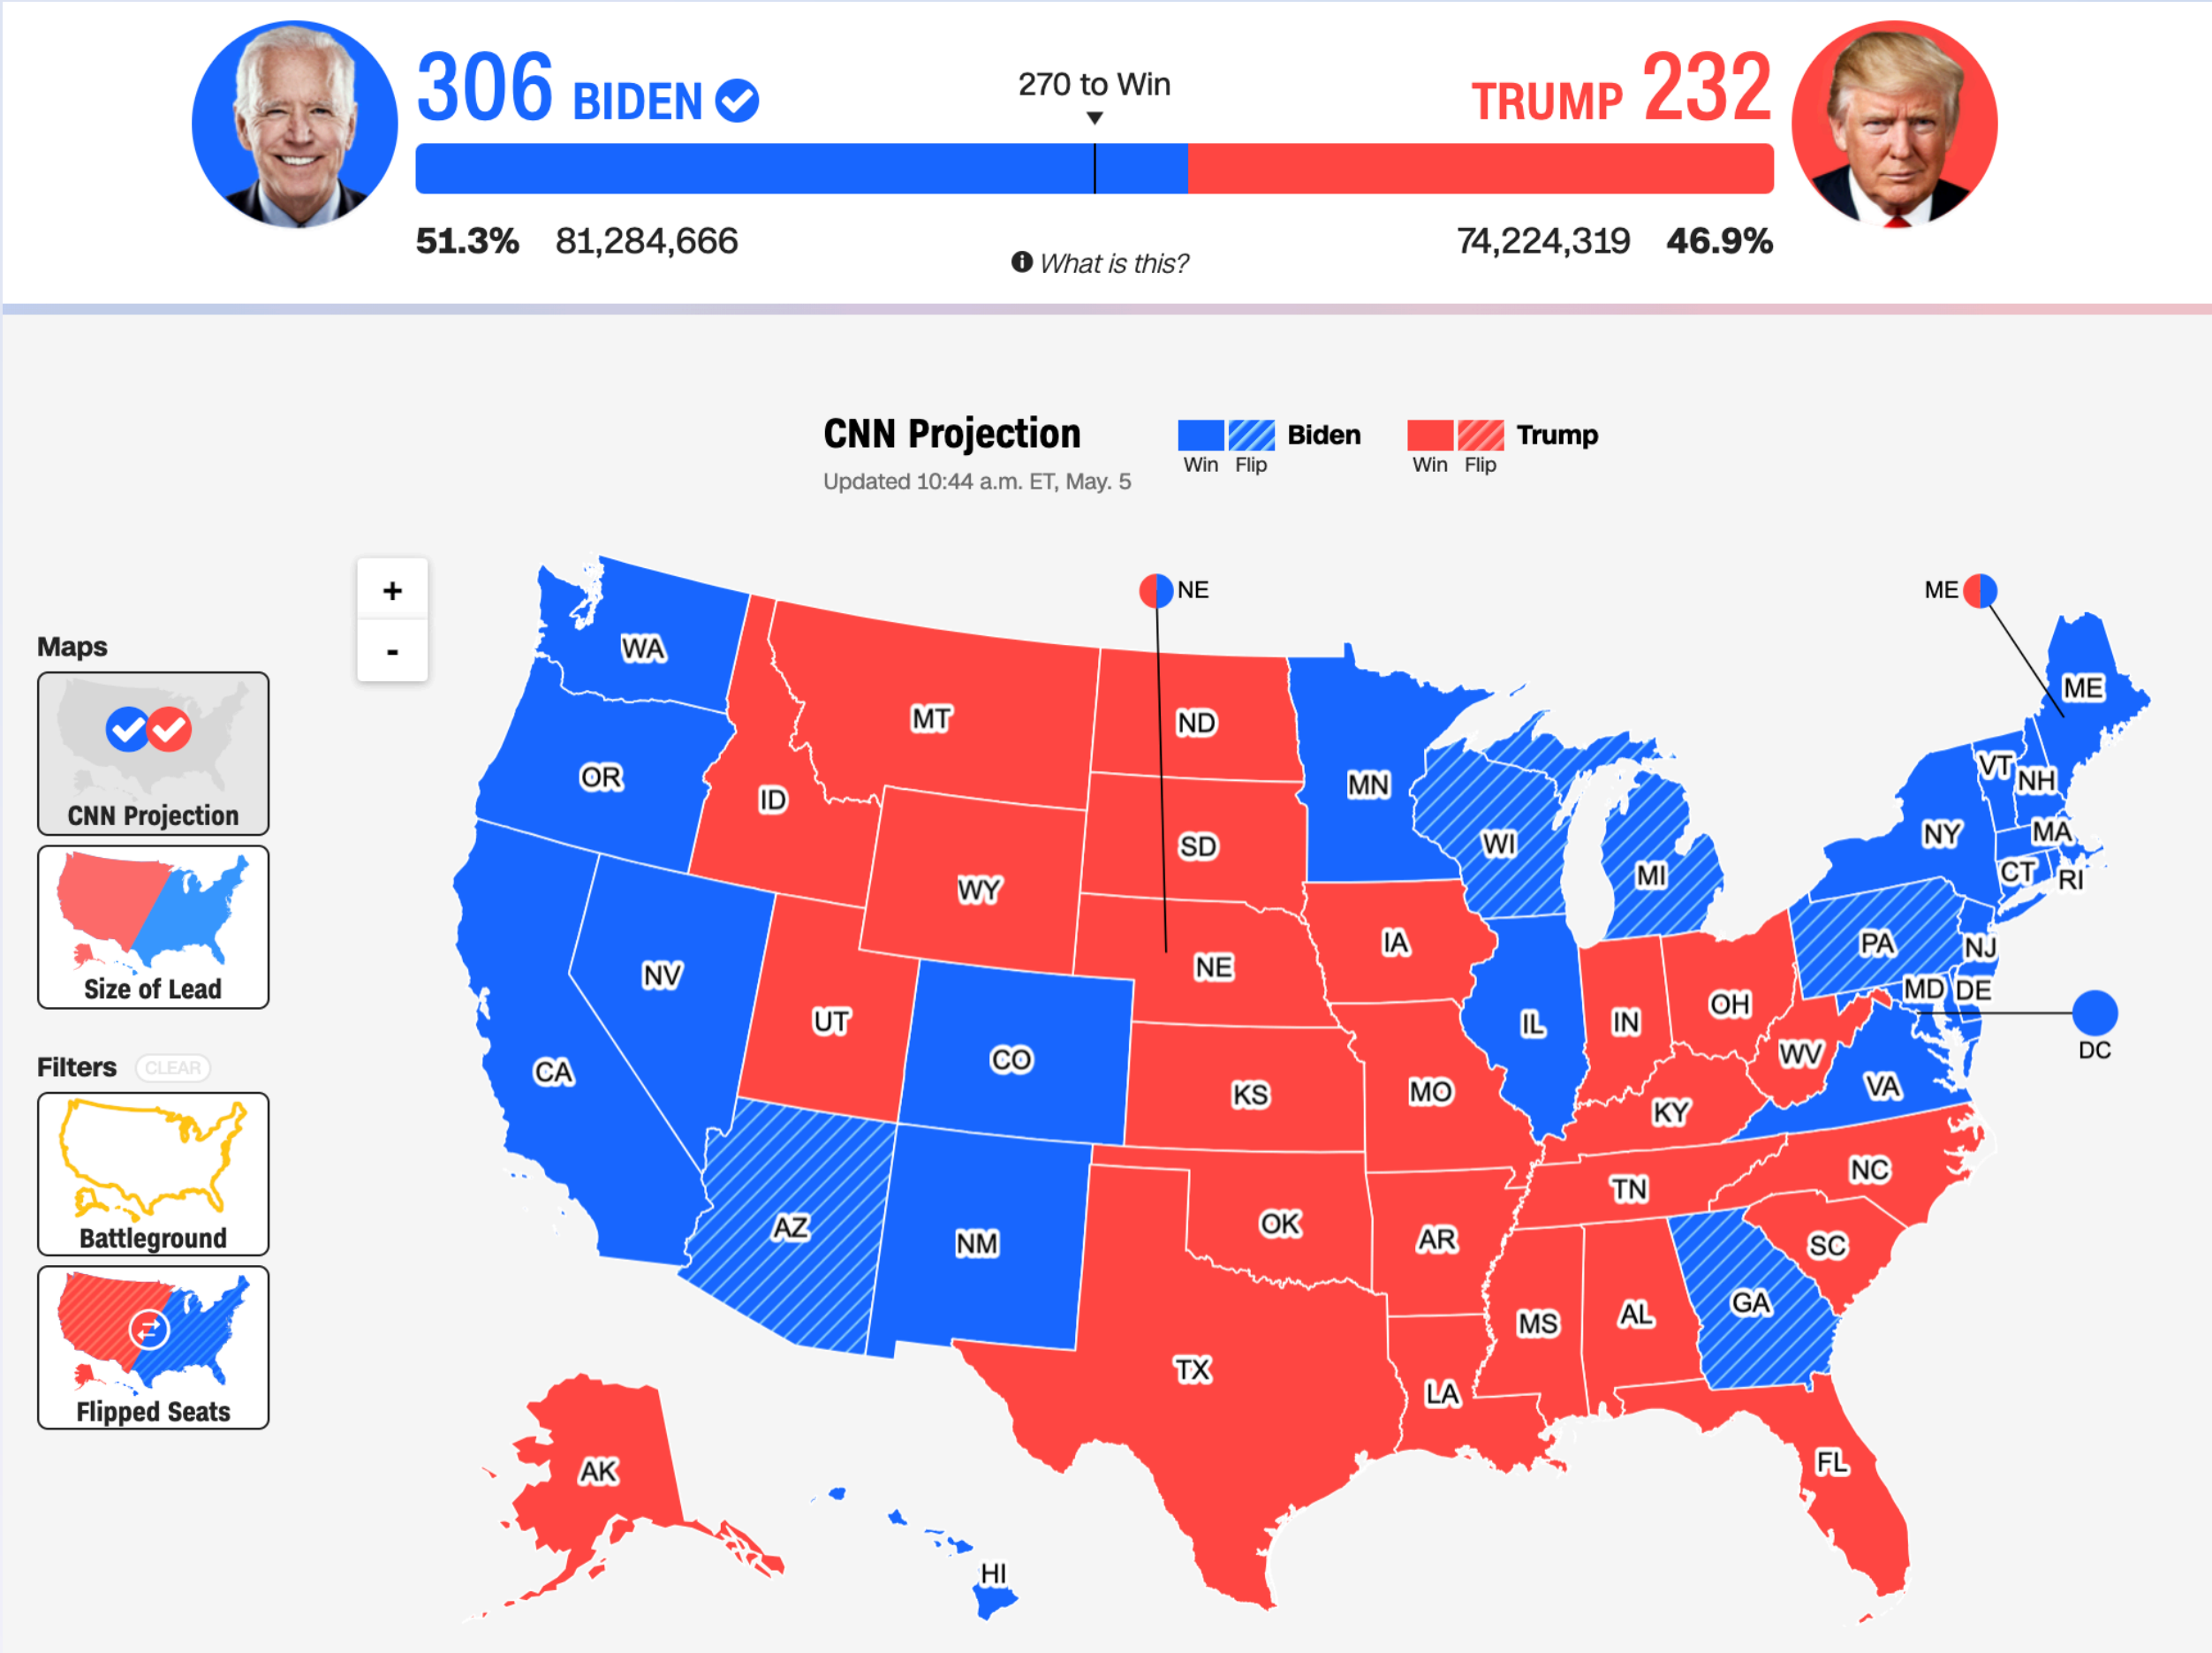 306 BIDEN
270 to Win
TRUMP 232
51.3% 81,284,666
What is this?
74,224,319 46.9%
CNN Projection
Updated 10:44 a.m. ET, May. 5
Win Flip Biden
Win Flip Trump
+
-
Maps
CNN Projection
Size of Lead
Filters CLEAR
Battleground
Flipped Seats
NE
ME
WA
ME
MT
ND
OR
VT
NH
ID
MN
NY
MA
SD
WI
MI
CT
RI
WY
IA
PA
NJ
NE
NV
MD
DE
UT
OH
IL
IN
DC
CO
WV
CA
KS
MO
VA
KY
NC
TN
AZ
OK
NM
AR
SC
GA
MS
AL
TX
LA
FL
AK
HI